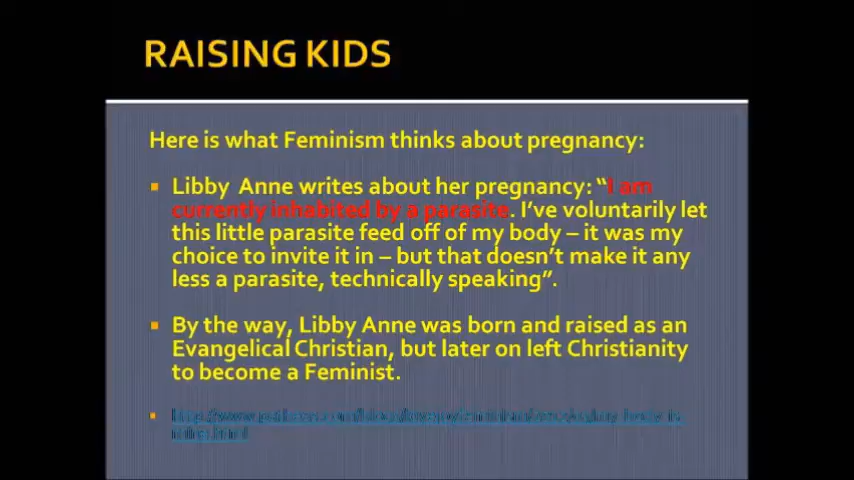 RAISING KIDS
Here is what Feminism thinks about pregnancy:
Libby Anne writes about her pregnancy: “I am
currently inhabited by a parasite. I’ve voluntarily let
this little parasite feed off of my body – it was my
choice to invite it in – but that doesn’t make it any
less a parasite, technically speaking”.
By the way, Libby Anne was born and raised as an
Evangelical Christian, but later on left Christianity
to become a Feminist.